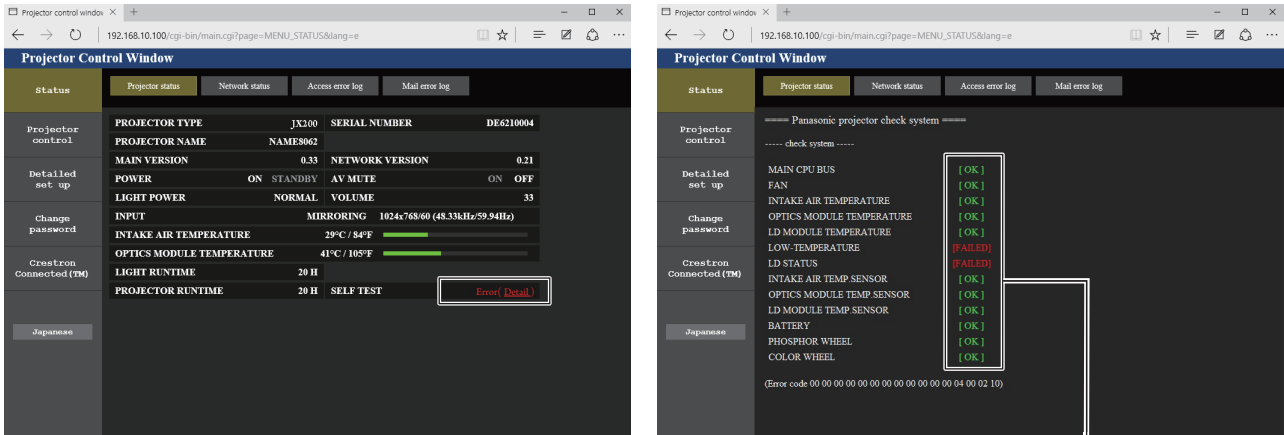 Projector control window
192.168.10.100/cgi-bin/main.cgi?page=MENU_STATUS&lang=e
Projector Control Window
Status
Projector control
Detailed set up
Change password
Crestron Connected(TM)
Japanese
Projector status Network status Access error log Mail error log
PROJECTOR TYPE JX200 SERIAL NUMBER DE6210004
PROJECTOR NAME NAME8062
MAIN VERSION 0.33 NETWORK VERSION 0.21
POWER ON STANDBY AV MUTE ON OFF
LIGHT POWER NORMAL VOLUME 33
INPUT MIRRORING 1024x768/60 (48.33kHz/59.94Hz)
INTAKE AIR TEMPERATURE 29°C / 84°F
OPTICS MODULE TEMPERATURE 41°C / 105°F
LIGHT RUNTIME 20 H
PROJECTOR RUNTIME 20 H SELF TEST Error( Detail )
Projector control window
192.168.10.100/cgi-bin/main.cgi?page=MENU_STATUS&lang=e
Projector Control Window
Status
Projector control
Detailed set up
Change password
Crestron Connected(TM)
Japanese
Projector status Network status Access error log Mail error log
==== Panasonic projector check system ====
----- check system -----
MAIN CPU BUS [ OK ]
FAN [ OK ]
INTAKE AIR TEMPERATURE [ OK ]
OPTICS MODULE TEMPERATURE [ OK ]
LD MODULE TEMPERATURE [ OK ]
LOW-TEMPERATURE [FAILED]
LD STATUS [FAILED]
INTAKE AIR TEMP.SENSOR [ OK ]
OPTICS MODULE TEMP.SENSOR [ OK ]
LD MODULE TEMP.SENSOR [ OK ]
BATTERY [ OK ]
PHOSPHOR WHEEL [ OK ]
COLOR WHEEL [ OK ]
(Error code 00 00 00 00 00 00 00 00 00 00 00 00 04 00 02 10)